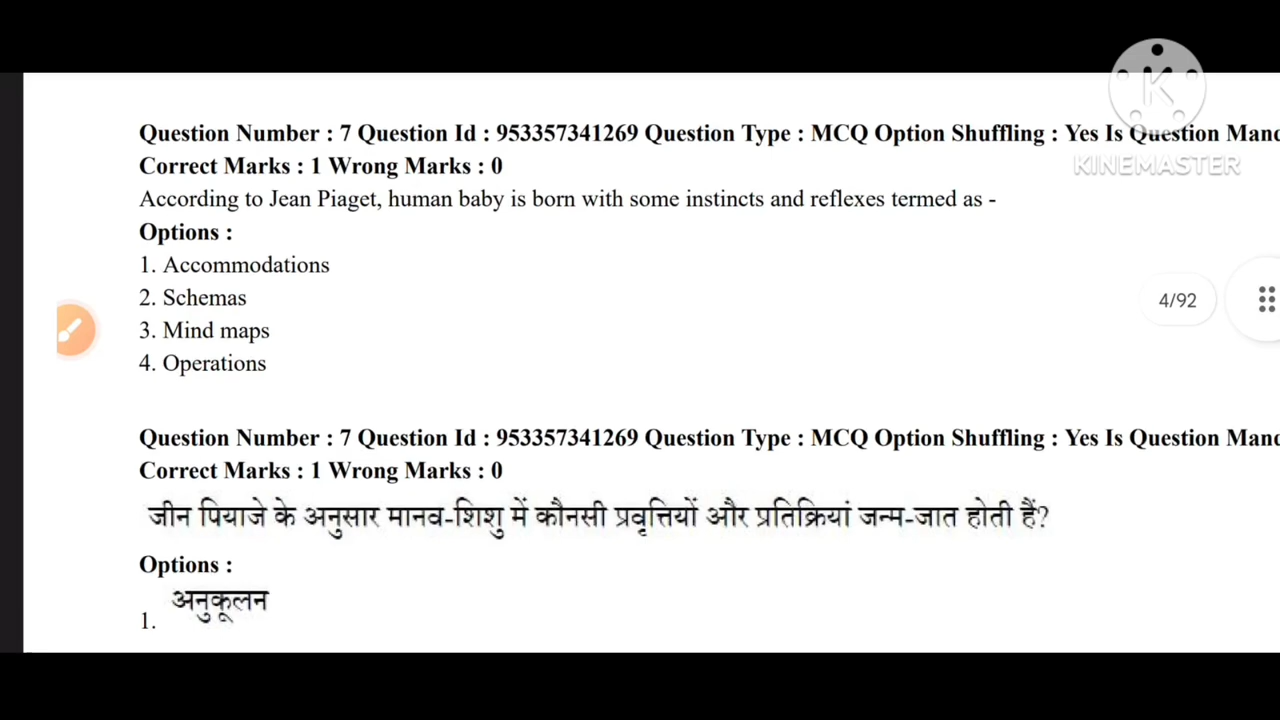 Question Number : 7 Question Id : 953357341269 Question Type : MCQ Option Shuffling : Yes Is Question
Correct Marks : 1 Wrong Marks : 0
KINEMASTER
According to Jean Piaget, human baby is born with some instincts and reflexes termed as -
Options :
1. Accommodations
2. Schemas
4/92
3. Mind maps
4. Operations
Question Number : 7 Question Id : 953357341269 Question Type : MCQ Option Shuffling : Yes Is Question
Correct Marks : 1 Wrong Marks : 0
जीन पियाजे के अनुसार मानव-शिशु में कौनसी प्रवृत्तियों और प्रतिक्रियां जन्म-जात होती हैं?
Options :
1. अनुकूलन